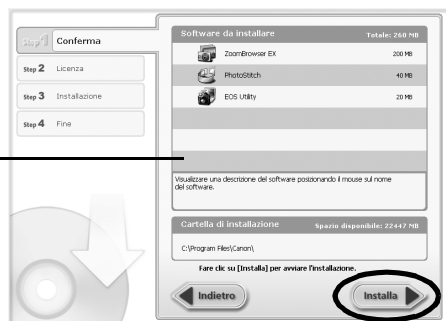 Step 1 Conferma
Step 2 Licenza
Step 3 Installazione
Step 4 Fine
Software da installare Totale: 260 MB
ZoomBrowser EX 200 MB
PhotoStitch 40 MB
EOS Utility 20 MB
Visualizzare una descrizione del software posizionando il mouse sul nome
del software.
Cartella di installazione Spazio disponibile: 22447 MB
C:\Program Files\Canon\
Fare clic su [Installa] per avviare l'installazione.
Indietro
Installa